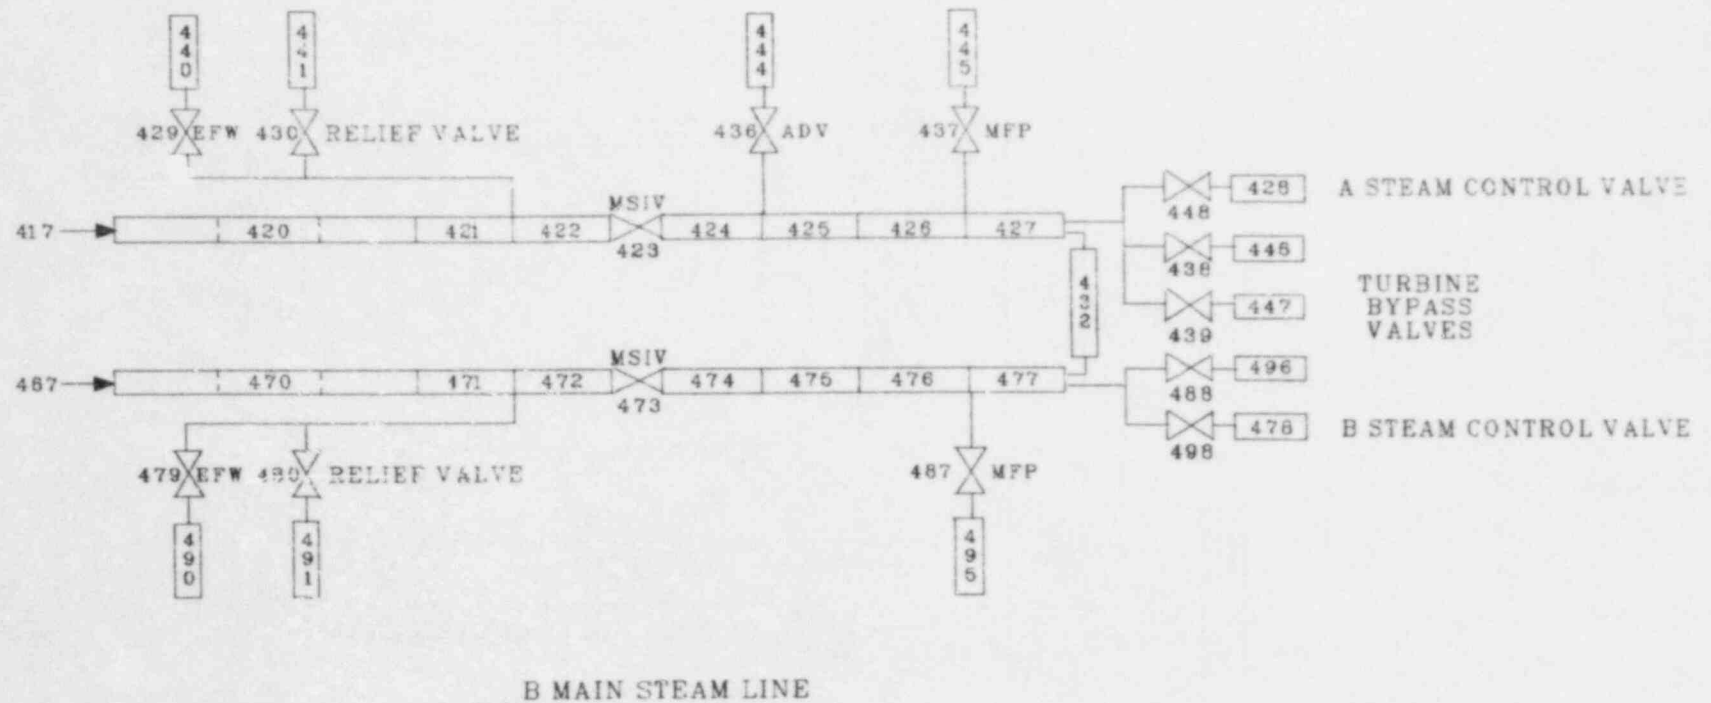 440
441
444
445
429 EFW
430 RELIEF VALVE
436 ADV
437 MFP
428 A STEAM CONTROL VALVE
448
MSIV
417
420
421
422
424
425
426
427
423
446
438
432
TURBINE
BYPASS
VALVES
447
439
MSIV
467
470
471
472
474
475
476
477
473
496
488
478 B STEAM CONTROL VALVE
498
479 EFW
480 RELIEF VALVE
487 MFP
490
491
495
B MAIN STEAM LINE